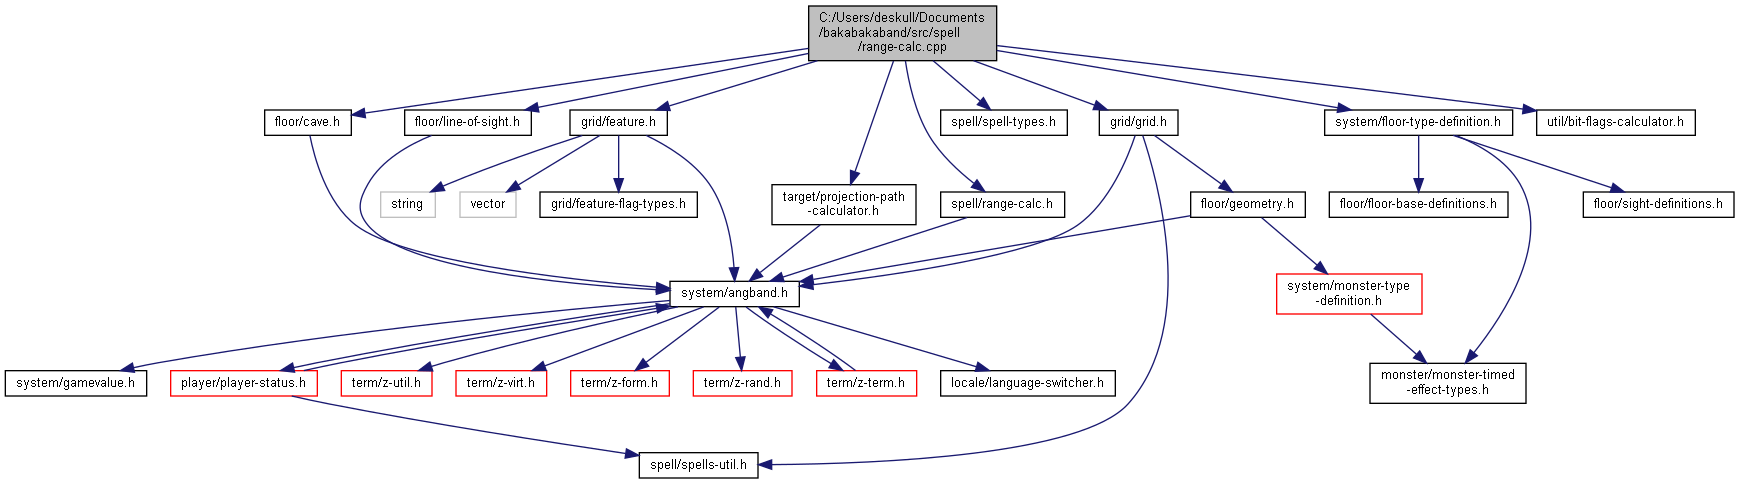 C:/Users/deskull/Documents
/bakabakaband/src/spell
/range-calc.cpp
floor/cave.h
floor/line-of-sight.h
grid/feature.h
spell/spell-types.h
grid/grid.h
system/floor-type-definition.h
util/bit-flags-calculator.h
string
vector
grid/feature-flag-types.h
target/projection-path
-calculator.h
spell/range-calc.h
floor/geometry.h
floor/floor-base-definitions.h
floor/sight-definitions.h
system/angband.h
system/monster-type
-definition.h
system/gamevalue.h
player/player-status.h
term/z-util.h
term/z-virt.h
term/z-form.h
term/z-rand.h
term/z-term.h
locale/language-switcher.h
monster/monster-timed
-effect-types.h
spell/spells-util.h